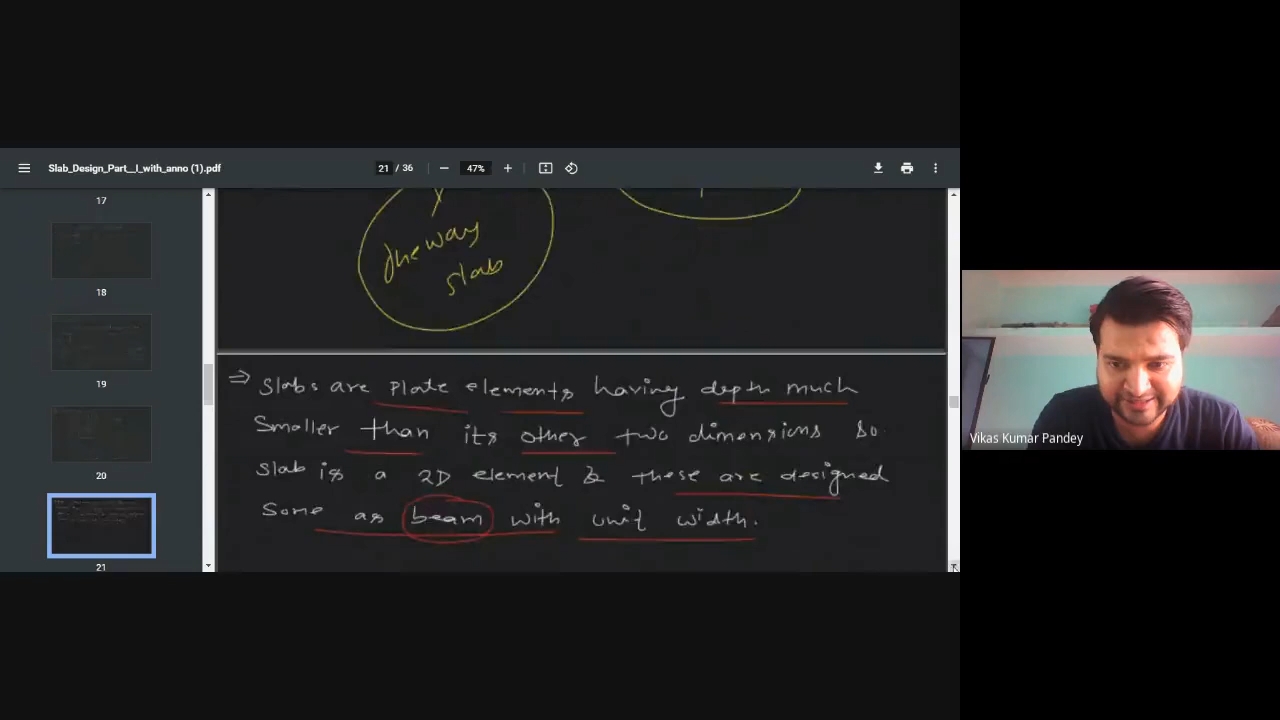 Slab_Design_Part__I_with_anno (1).pdf
21 / 36
47%
17
18
19
20
21
One way
slab
⇒ Slabs are Plate elements having depth much
Smaller than its other two dimensions so
Slab is a 2D element & these are designed
Same as beam with unit width.
Vikas Kumar Pandey